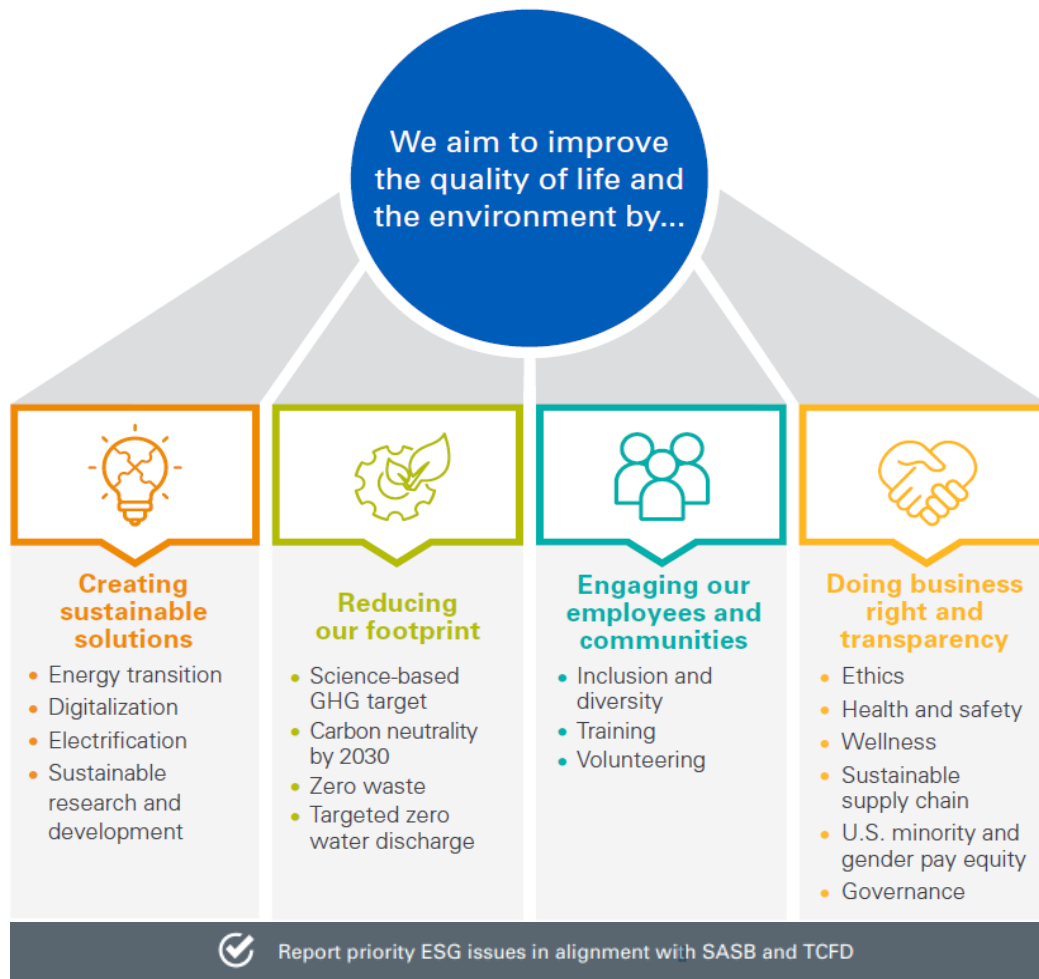 We aim to improve
the quality of life and
the environment by...
Creating
sustainable
solutions
• Energy transition
• Digitalization
• Electrification
• Sustainable
research and
development
Reducing
our footprint
• Science-based
GHG target
• Carbon neutrality
by 2030
• Zero waste
• Targeted zero
water discharge
Engaging our
employees and
communities
• Inclusion and
diversity
• Training
• Volunteering
Doing business
right and
transparency
• Ethics
• Health and safety
• Wellness
• Sustainable
supply chain
• U.S. minority and
gender pay equity
• Governance
Report priority ESG issues in alignment with SASB and TCFD